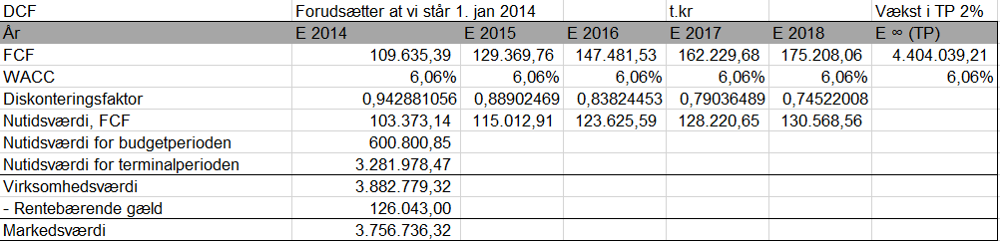 DCF Forudsætter at vi står 1. jan 2014 t.kr Vækst i TP 2%
År E 2014 E 2015 E 2016 E 2017 E 2018 E ∞ (TP)
FCF 109.635,39 129.369,76 147.481,53 162.229,68 175.208,06 4.404.039,21
WACC 6,06% 6,06% 6,06% 6,06% 6,06% 6,06%
Diskonteringsfaktor 0,942881056 0,88902469 0,83824453 0,79036489 0,74522008
Nutidsværdi, FCF 103.373,14 115.012,91 123.625,59 128.220,65 130.568,56
Nutidsværdi for budgetperioden 600.800,85
Nutidsværdi for terminalperioden 3.281.978,47
Virksomhedsværdi 3.882.779,32
- Rentebærende gæld 126.043,00
Markedsværdi 3.756.736,32